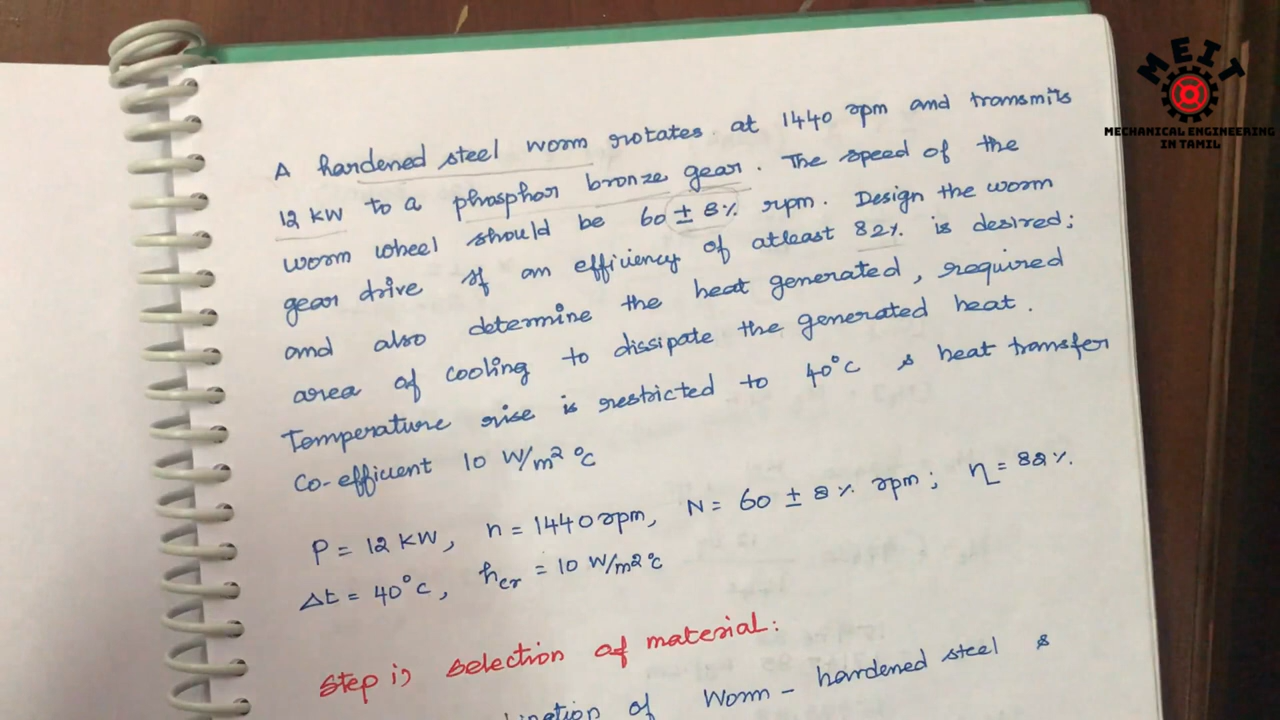 MEIT
MECHANICAL ENGINEERING
IN TAMIL
A hardened steel worm rotates at 1440 rpm and transmits
12 kW to a phosphor bronze gear. The speed of the
worm wheel should be 60 ± 8% rpm. Design the worm
gear drive if an efficiency of atleast 82% is desired;
and also determine the heat generated, required
area of cooling to dissipate the generated heat.
Temperature rise is restricted to 40°C & heat transfer
co-efficient 10 W/m² °C
P = 12 kW, n = 1440 rpm, N = 60 ± 8% rpm; η = 82%.
Δt = 40°C, hcr = 10 W/m²°C
Step i) Selection of material:
of Worm - hardened steel &